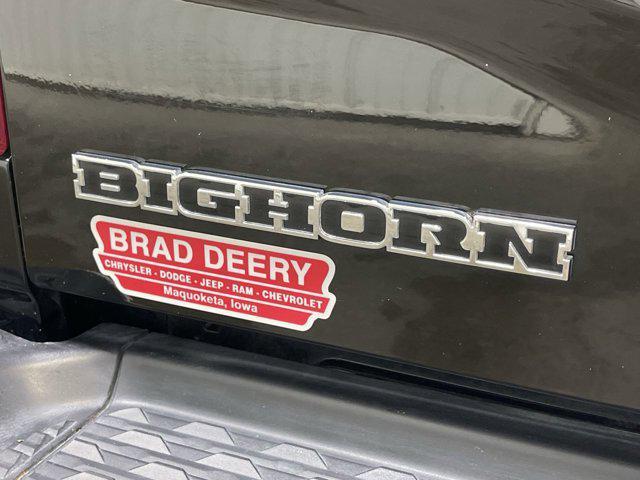 BIGHORN
BRAD DEERY
CHRYSLER - DODGE - JEEP - RAM - CHEVROLET
Maquoketa, Iowa